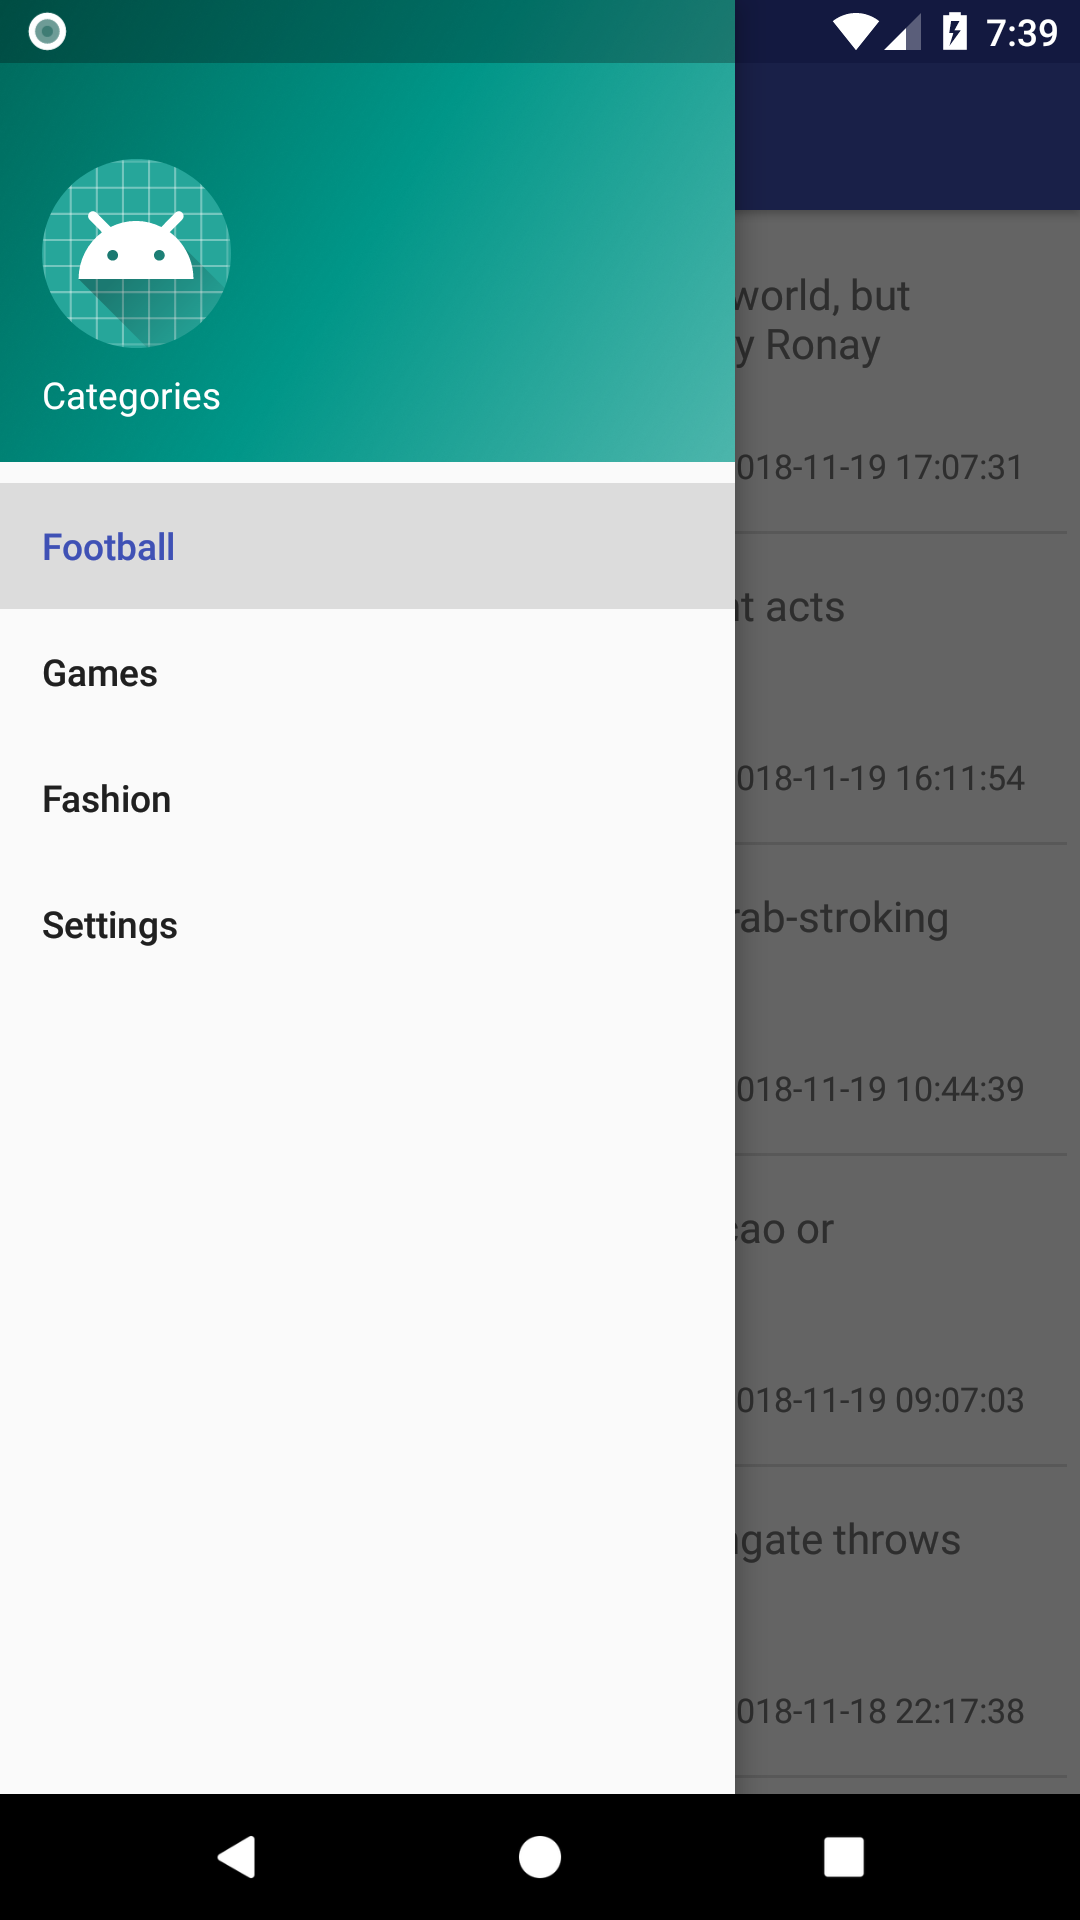 7:39
Categories
Football
Games
Fashion
Settings
world, but
y Ronay
018-11-19 17:07:31
acts
018-11-19 16:11:54
rab-stroking
018-11-19 10:44:39
cao or
018-11-19 09:07:03
gate throws
018-11-18 22:17:38